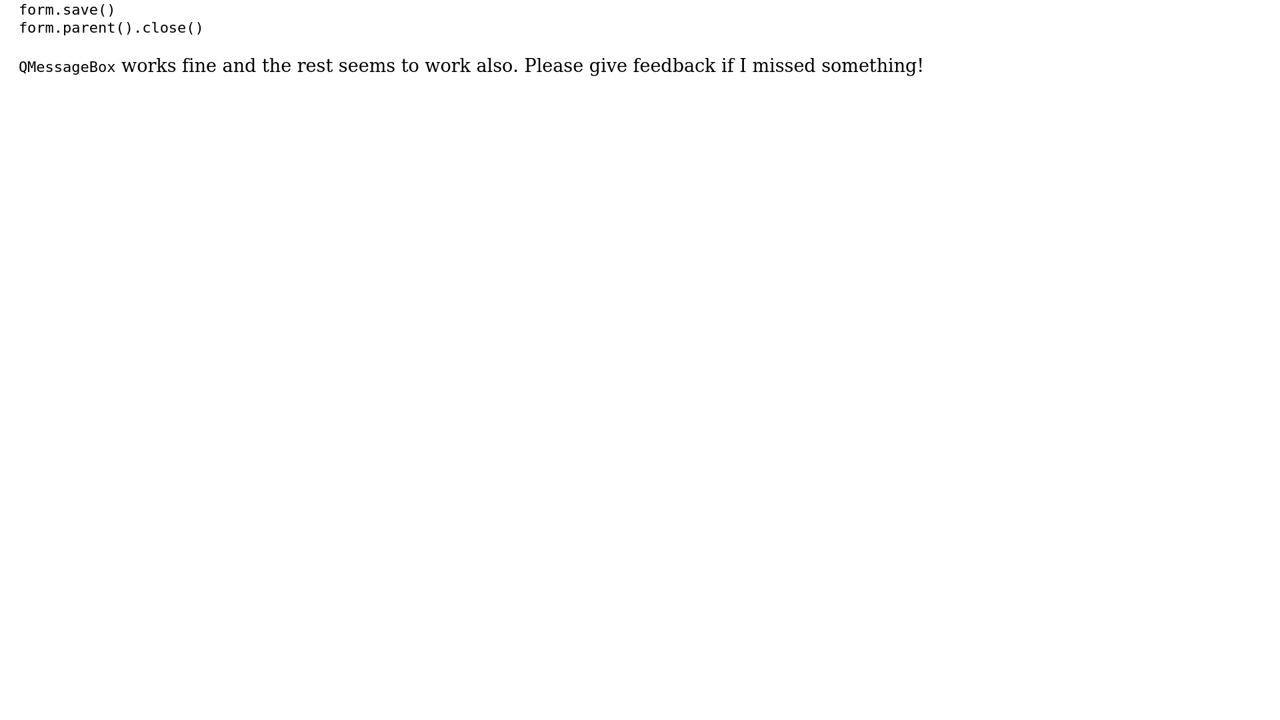 form.save()
form.parent().close()
QMessageBox works fine and the rest seems to work also. Please give feedback if I missed something!